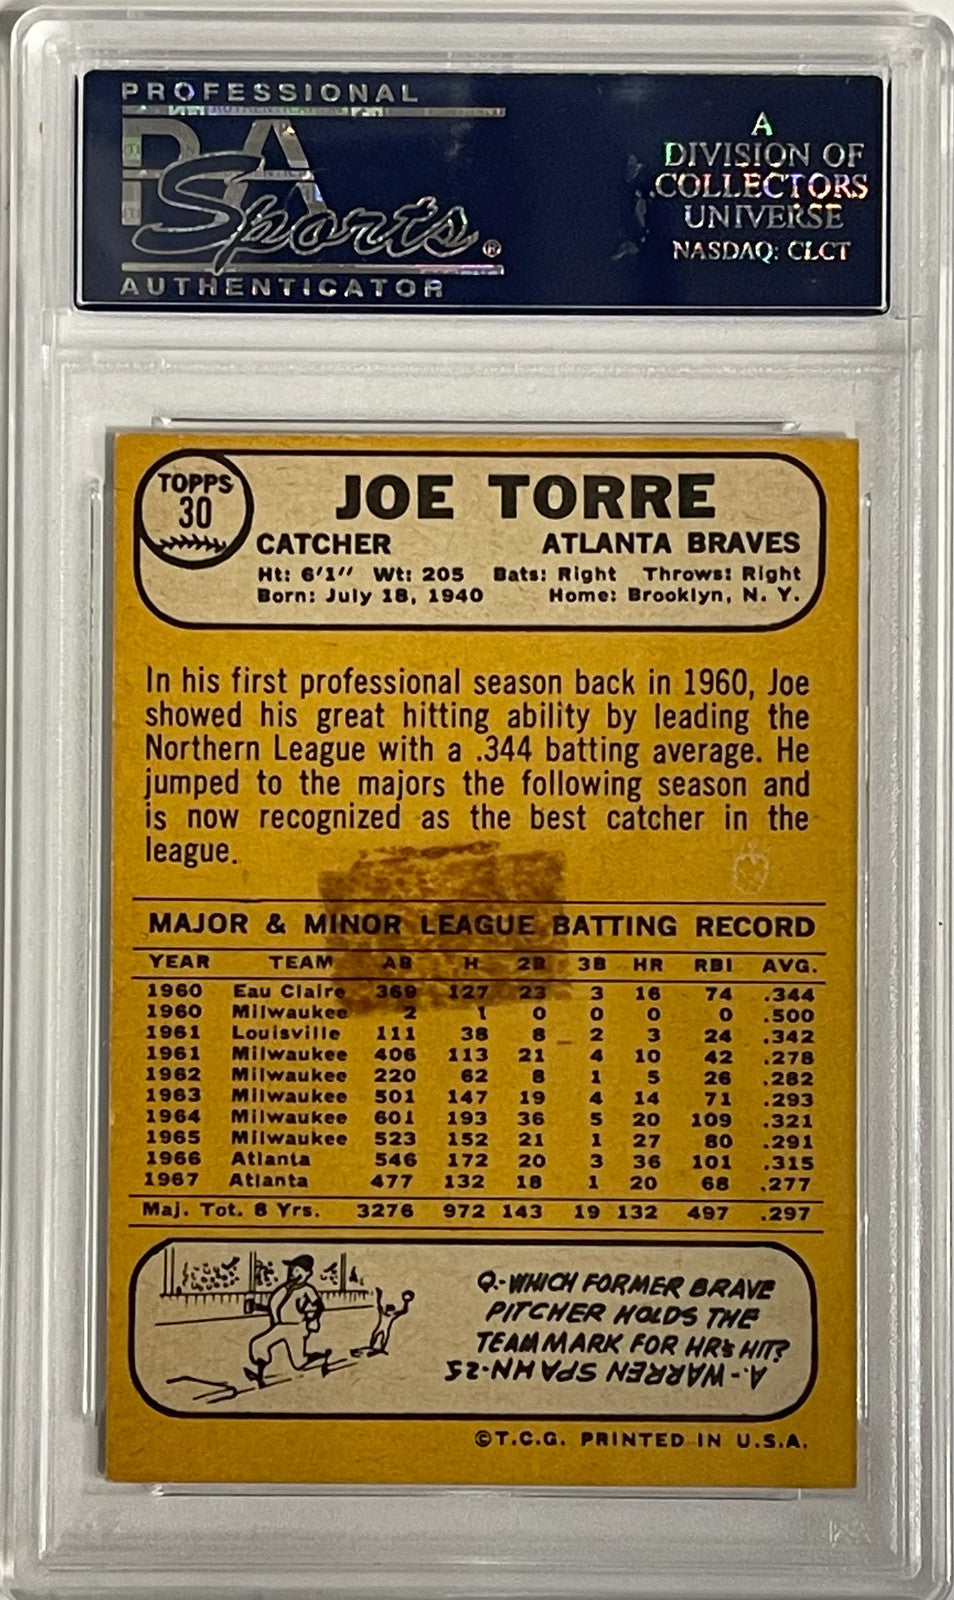 PROFESSIONAL
PSA
Sports®
AUTHENTICATOR
A
DIVISION OF
COLLECTORS
UNIVERSE
NASDAQ: CLCT
TOPPS
30
JOE TORRE
CATCHER ATLANTA BRAVES
Ht: 6'1" Wt: 205 Bats: Right Throws: Right
Born: July 18, 1940 Home: Brooklyn, N. Y.
In his first professional season back in 1960, Joe
showed his great hitting ability by leading the
Northern League with a .344 batting average. He
jumped to the majors the following season and
is now recognized as the best catcher in the
league.
MAJOR & MINOR LEAGUE BATTING RECORD
YEAR TEAM AB H 2B 3B HR RBI AVG.
1960 Eau Claire 369 127 23 3 16 74 .344
1960 Milwaukee 2 1 0 0 0 0 .500
1961 Louisville 111 38 8 2 3 24 .342
1961 Milwaukee 406 113 21 4 10 42 .278
1962 Milwaukee 220 62 8 1 5 26 .282
1963 Milwaukee 501 147 19 4 14 71 .293
1964 Milwaukee 601 193 36 5 20 109 .321
1965 Milwaukee 523 152 21 1 27 80 .291
1966 Atlanta 546 172 20 3 36 101 .315
1967 Atlanta 477 132 18 1 20 68 .277
Maj. Tot. 8 Yrs. 3276 972 143 19 132 497 .297
Q.-WHICH FORMER BRAVE
PITCHER HOLDS THE
TEAM MARK FOR HR's HIT?
A.-WARREN SPAHN-25
©T.C.G. PRINTED IN U.S.A.